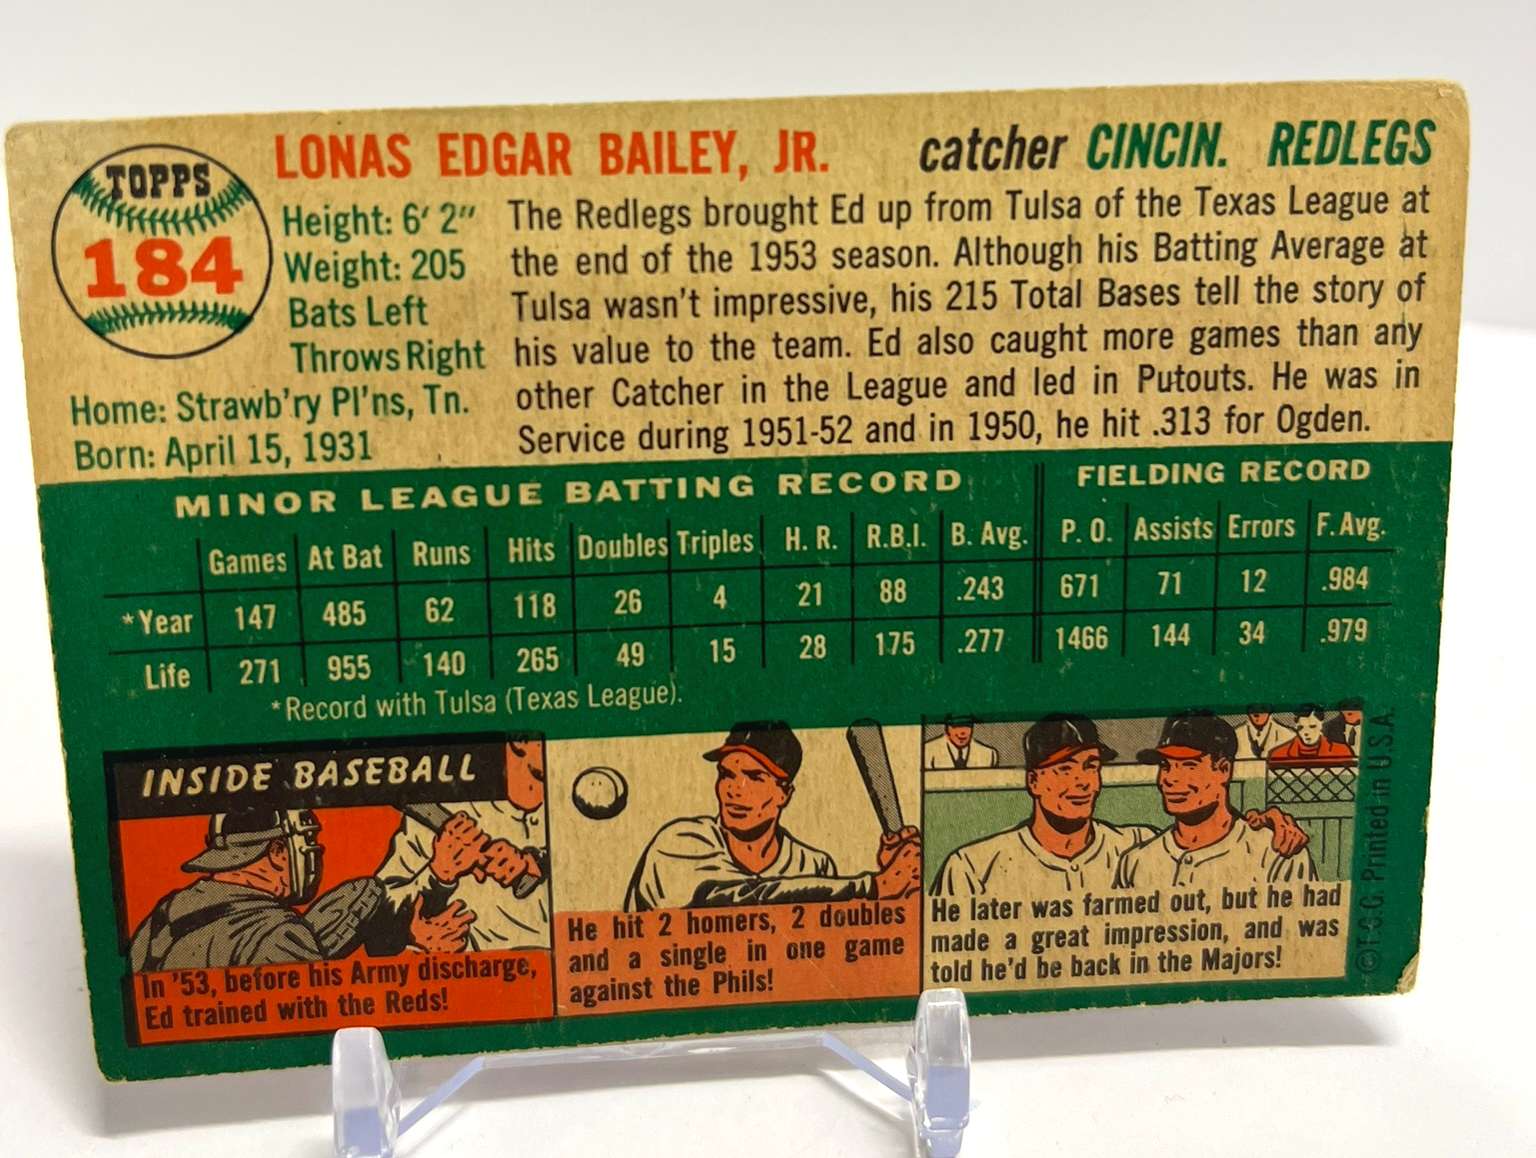 TOPPS
184
LONAS EDGAR BAILEY, JR. catcher CINCIN. REDLEGS
Height: 6' 2"
Weight: 205
Bats Left
Throws Right
Home: Strawb'ry Pl'ns, Tn.
Born: April 15, 1931
The Redlegs brought Ed up from Tulsa of the Texas League at
the end of the 1953 season. Although his Batting Average at
Tulsa wasn't impressive, his 215 Total Bases tell the story of
his value to the team. Ed also caught more games than any
other Catcher in the League and led in Putouts. He was in
Service during 1951-52 and in 1950, he hit .313 for Ogden.
MINOR LEAGUE BATTING RECORD FIELDING RECORD
Games At Bat Runs Hits Doubles Triples H. R. R.B.I. B. Avg. P. O. Assists Errors F. Avg.
*Year 147 485 62 118 26 4 21 88 .243 671 71 12 .984
Life 271 955 140 265 49 15 28 175 .277 1466 144 34 .979
*Record with Tulsa (Texas League).
INSIDE BASEBALL
In '53, before his Army discharge,
Ed trained with the Reds!
He hit 2 homers, 2 doubles
and a single in one game
against the Phils!
He later was farmed out, but he had
made a great impression, and was
told he'd be back in the Majors!
© T.C.G. Printed in U.S.A.